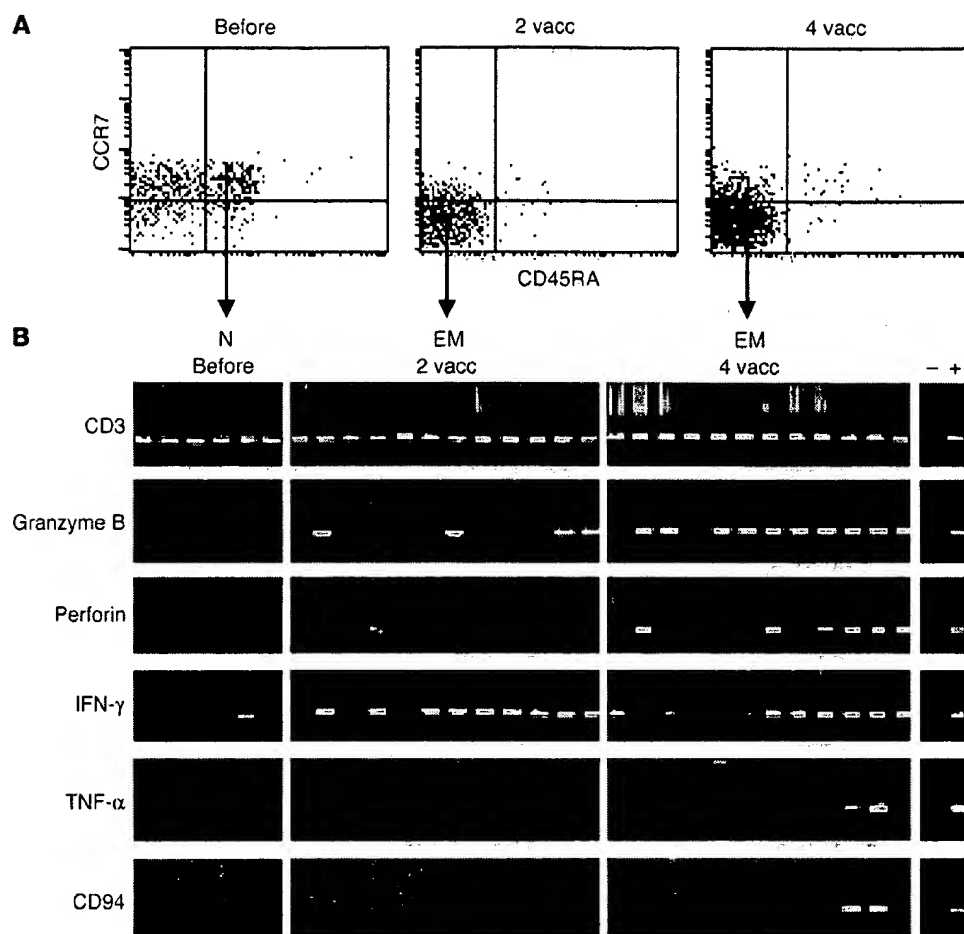 A
Before 2 vacc 4 vacc
CCR7
CD45RA
N EM EM
B
Before 2 vacc 4 vacc − +
CD3
Granzyme B
Perforin
IFN-γ
TNF-α
CD94